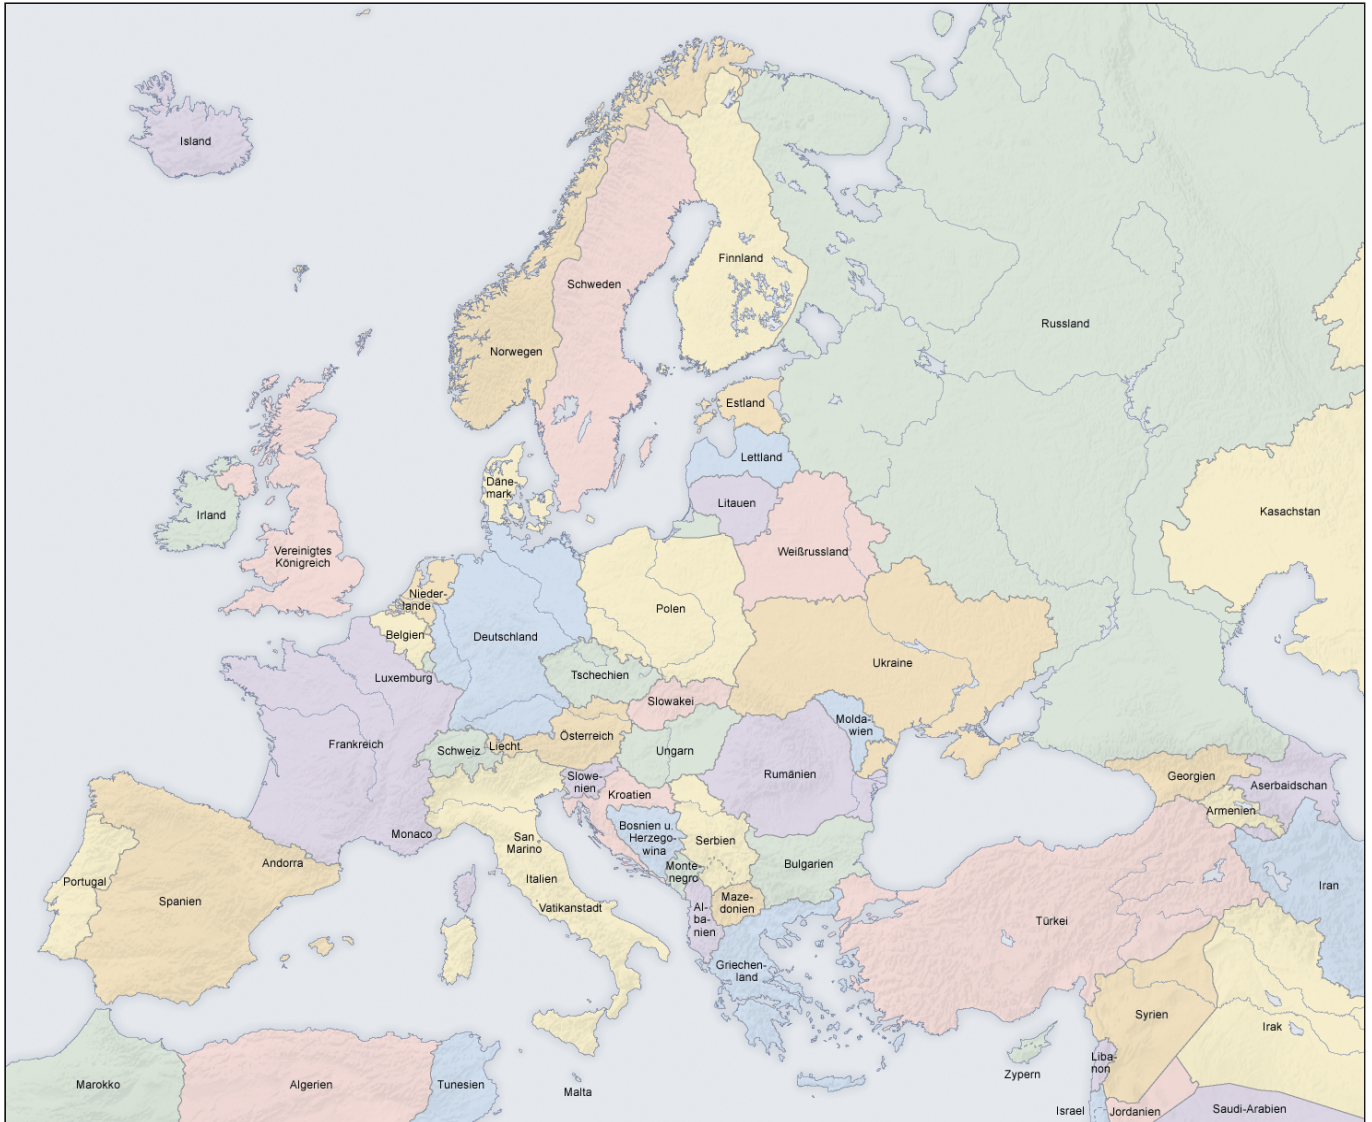 Island
Finnland
Schweden
Russland
Norwegen
Estland
Lettland
Litauen
Däne-
mark
Kasachstan
Irland
Vereinigtes
Königreich
Weißrussland
Nieder-
lande
Polen
Belgien
Deutschland
Ukraine
Tschechien
Luxemburg
Slowakei
Molda-
wien
Österreich
Frankreich
Schweiz
Liecht.
Ungarn
Rumänien
Georgien
Slowe-
nien
Aserbaidschan
Kroatien
Armenien
Bosnien u.
Herzego-
wina
Monaco
San
Marino
Serbien
Andorra
Bulgarien
Monte-
negro
Portugal
Italien
Iran
Spanien
Maze-
donien
Vatikanstadt
Al-
ba-
nien
Türkei
Griechen-
land
Syrien
Irak
Liba-
non
Zypern
Marokko
Algerien
Tunesien
Malta
Israel
Jordanien
Saudi-Arabien